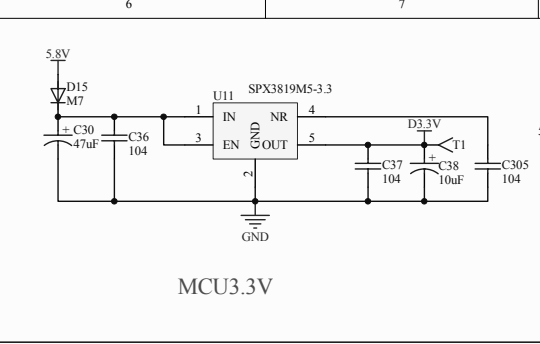 6 7
5.8V
D15
M7
U11
SPX3819M5-3.3
1 IN NR 4
3 EN GND OUT 5
2
+ C30
47uF
C36
104
D3.3V
T1
C37
104
+
C38
10uF
C305
104
GND
MCU3.3V